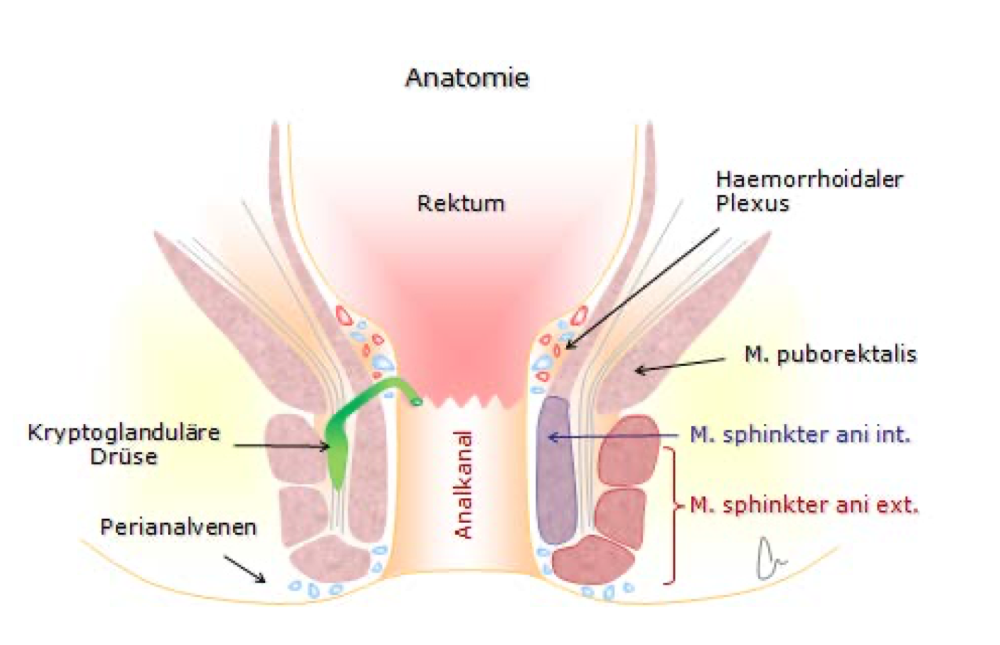 Anatomie
Rektum
Haemorrhoidaler
Plexus
M. puborektalis
Kryptoglanduläre
Drüse
M. sphinkter ani int.
Analkanal
M. sphinkter ani ext.
Perianalvenen